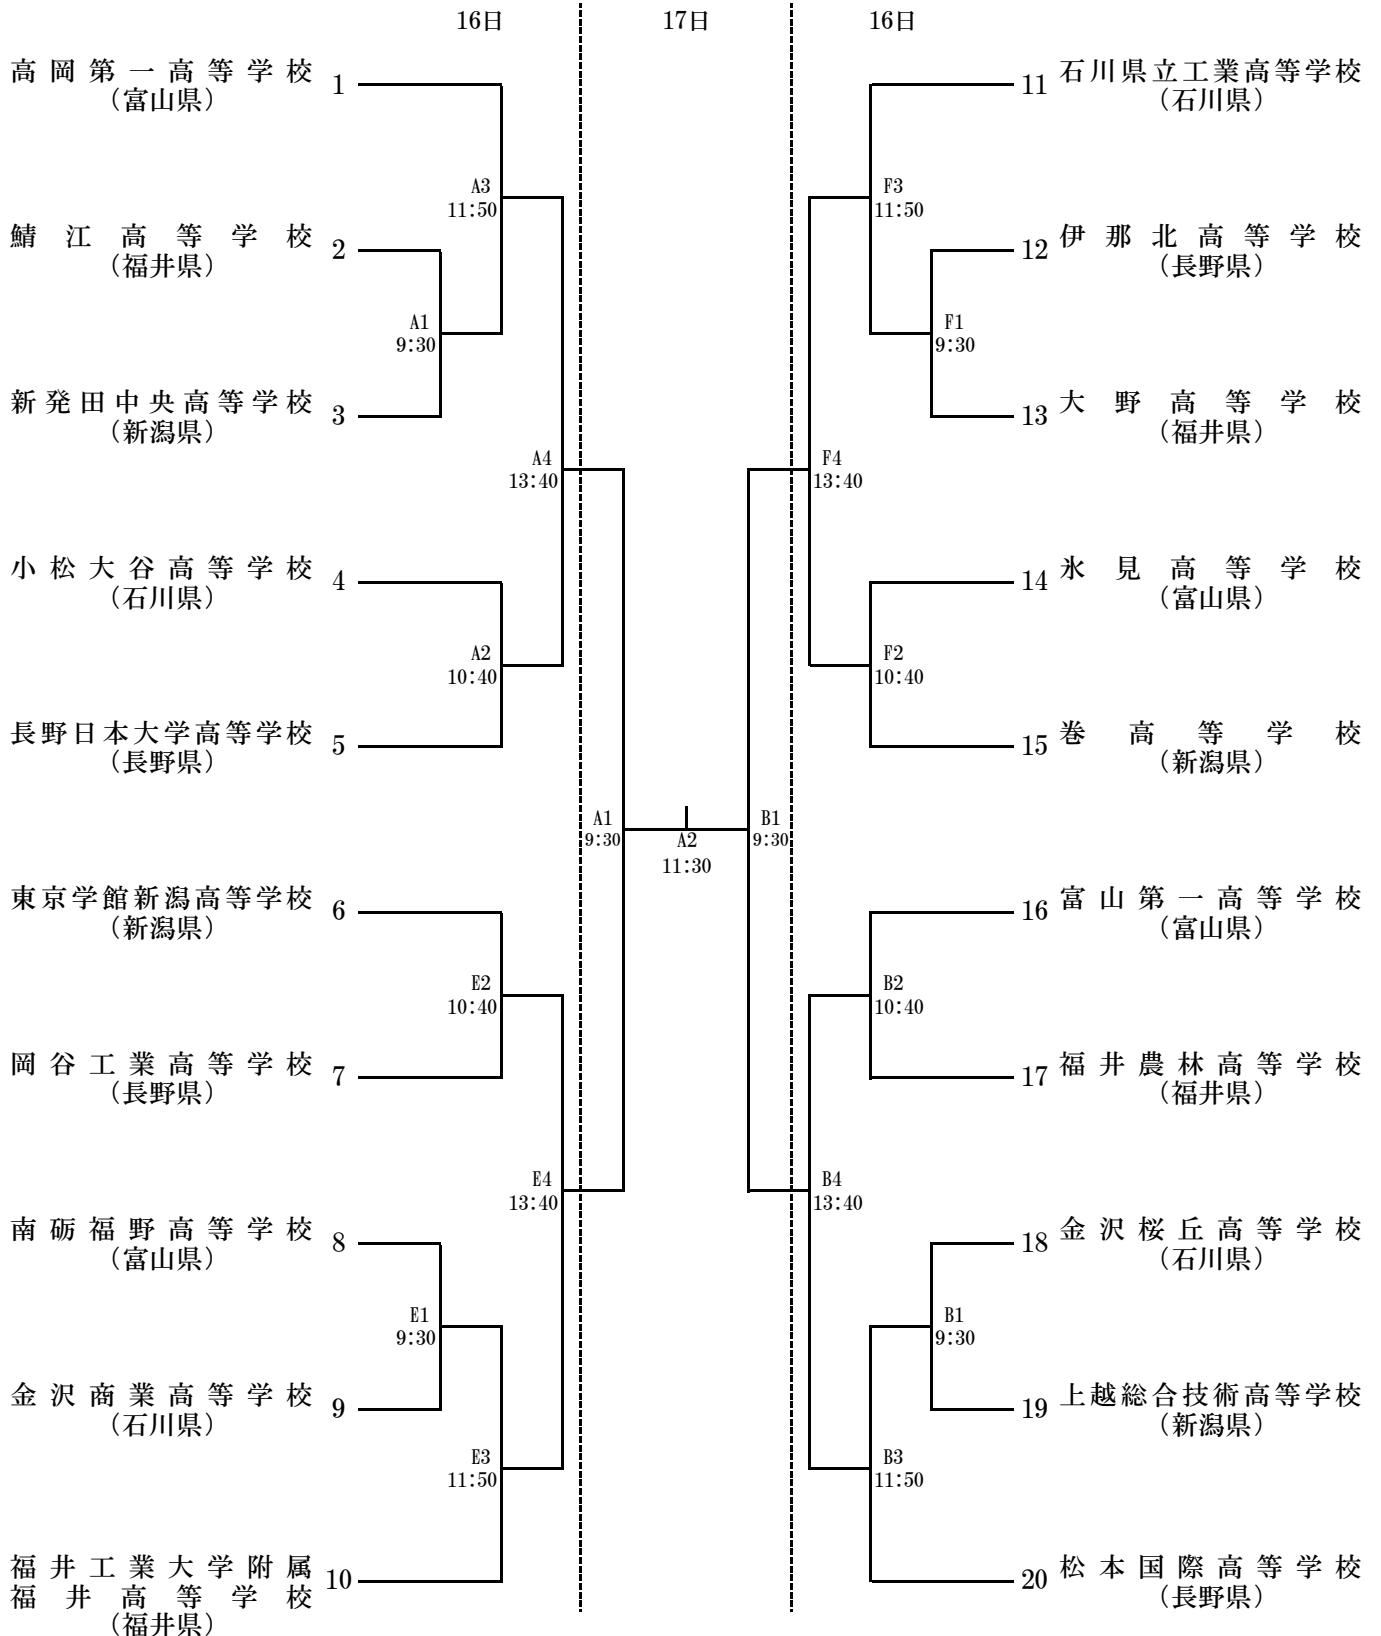 16日 17日 16日
高岡第一高等学校 1
（富山県）
A3
11:50
鯖江高等学校 2
（福井県）
A1
9:30
新発田中央高等学校 3
（新潟県）
A4
13:40
小松大谷高等学校 4
（石川県）
A2
10:40
長野日本大学高等学校 5
（長野県）
A1
9:30
東京学館新潟高等学校 6
（新潟県）
E2
10:40
岡谷工業高等学校 7
（長野県）
E4
13:40
南砺福野高等学校 8
（富山県）
E1
9:30
金沢商業高等学校 9
（石川県）
E3
11:50
福井工業大学附属
福井高等学校 10
（福井県）
A2
11:30
11 石川県立工業高等学校
（石川県）
F3
11:50
12 伊那北高等学校
（長野県）
F1
9:30
13 大野高等学校
（福井県）
F4
13:40
14 氷見高等学校
（富山県）
F2
10:40
15 巻高等学校
（新潟県）
B1
9:30
16 富山第一高等学校
（富山県）
B2
10:40
17 福井農林高等学校
（福井県）
B4
13:40
18 金沢桜丘高等学校
（石川県）
B1
9:30
19 上越総合技術高等学校
（新潟県）
B3
11:50
20 松本国際高等学校
（長野県）